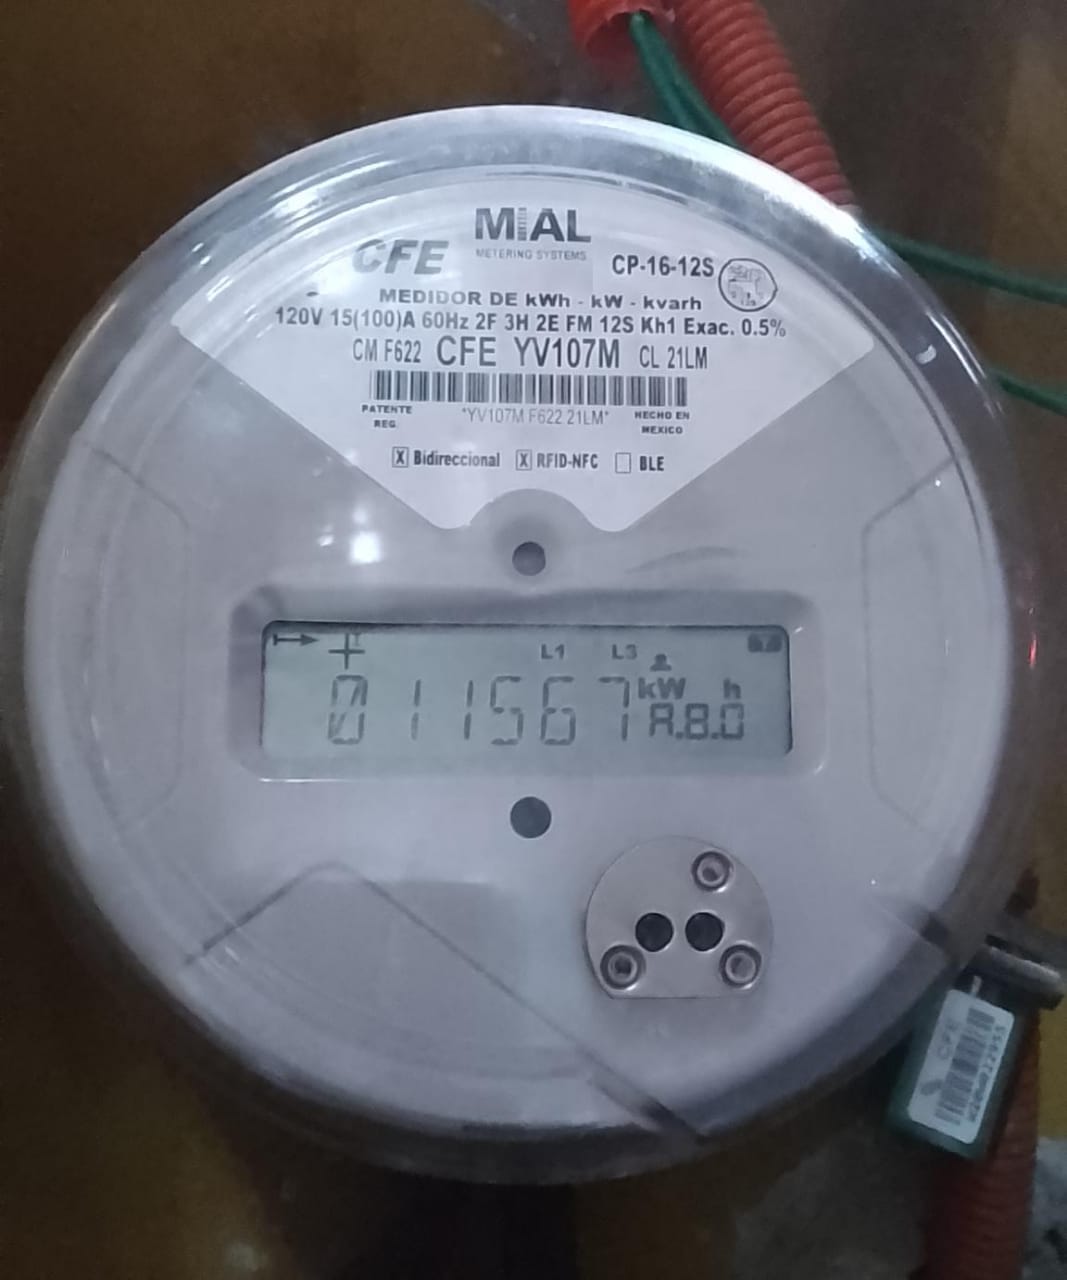 MIAL
METERING SYSTEMS
CFE
CP-16-12S
MEDIDOR DE kWh - kW - kvarh
120V 15(100)A 60Hz 2F 3H 2E FM 12S Kh1 Exac. 0.5%
CM F622 CFE YV107M CL 21LM
PATENTE REG. *YV107M F622 21LM* HECHO EN MEXICO
X Bidireccional X RFID-NFC BLE
L1 L3
011567 kW h
A.8.0
CFE